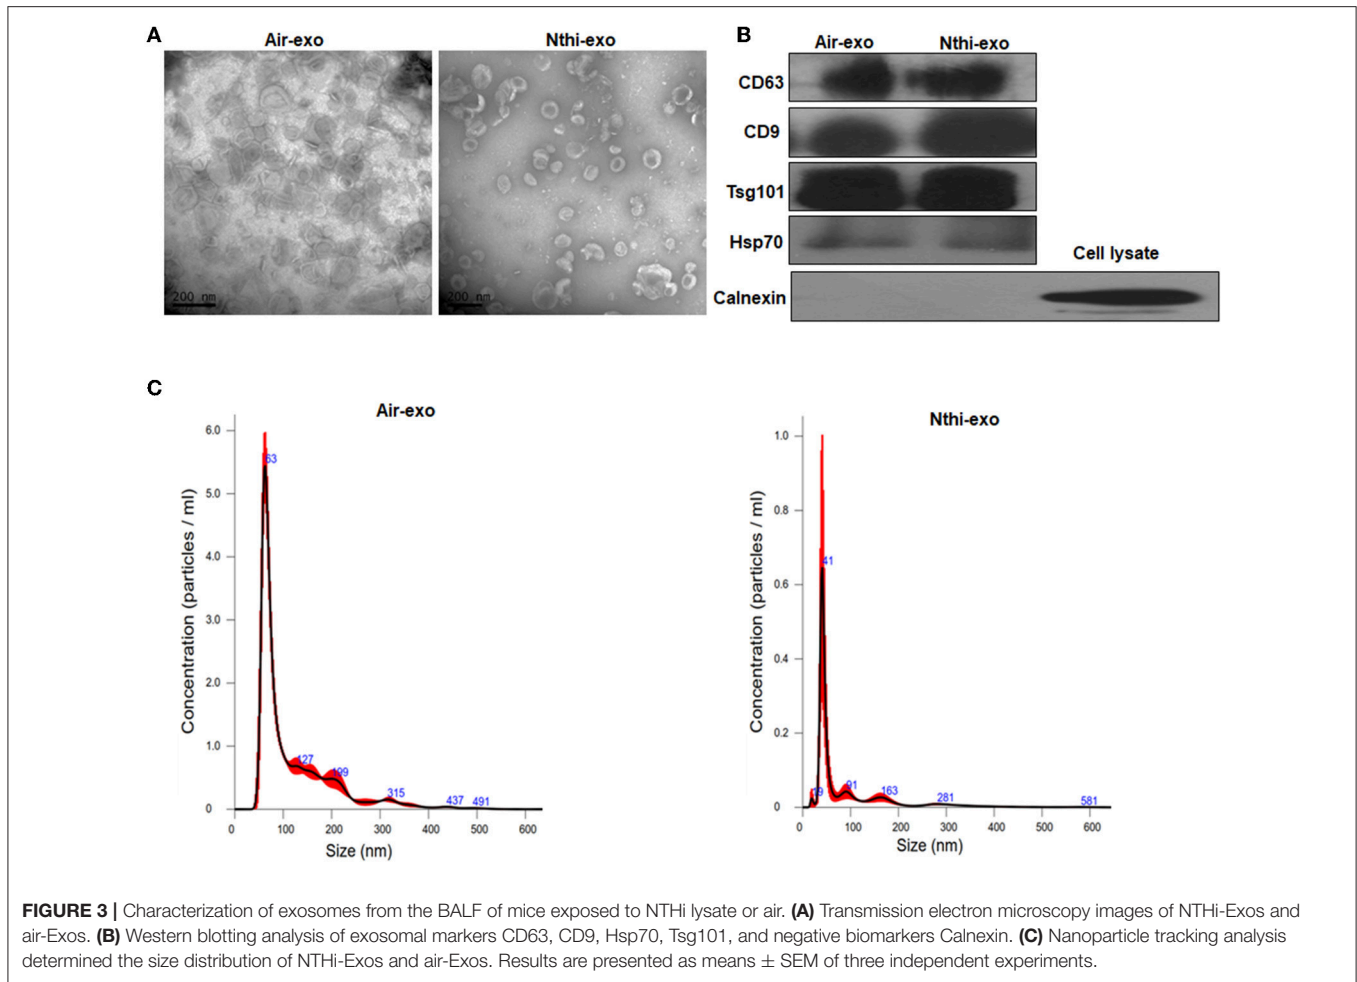 A
Air-exo
Nthi-exo
200 nm
200 nm
B
Air-exo
Nthi-exo
CD63
CD9
Tsg101
Hsp70
Cell lysate
Calnexin
C
Air-exo
Concentration (particles / ml)
6.0
5.0
4.0
3.0
2.0
1.0
0
63
127
199
315
437
491
0
100
200
300
400
500
600
Size (nm)
Nthi-exo
Concentration (particles / ml)
1.0
0.8
0.6
0.4
0.2
0
19
41
91
163
281
581
0
100
200
300
400
500
600
Size (nm)
FIGURE 3 | Characterization of exosomes from the BALF of mice exposed to NTHi lysate or air. (A) Transmission electron microscopy images of NTHi-Exos and
air-Exos. (B) Western blotting analysis of exosomal markers CD63, CD9, Hsp70, Tsg101, and negative biomarkers Calnexin. (C) Nanoparticle tracking analysis
determined the size distribution of NTHi-Exos and air-Exos. Results are presented as means ± SEM of three independent experiments.